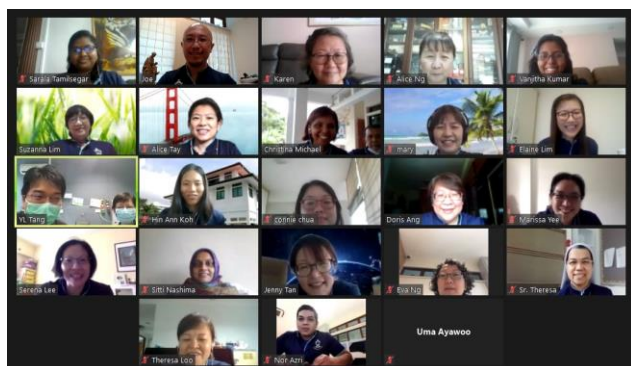 Sarala Tamilsegar
Joe
Karen
Alice Ng
Vanjitha Kumar
Suzanna Lim
Alice Tay
Christina Michael
mary
Elaine Lim
YL Tang
Hin Ann Koh
connie chua
Doris Ang
Marissa Yee
Serena Lee
Sitti Nashima
Jenny Tan
Eva Ng
Sr. Theresa
Theresa Loo
Nor Azri
Uma Ayawoo